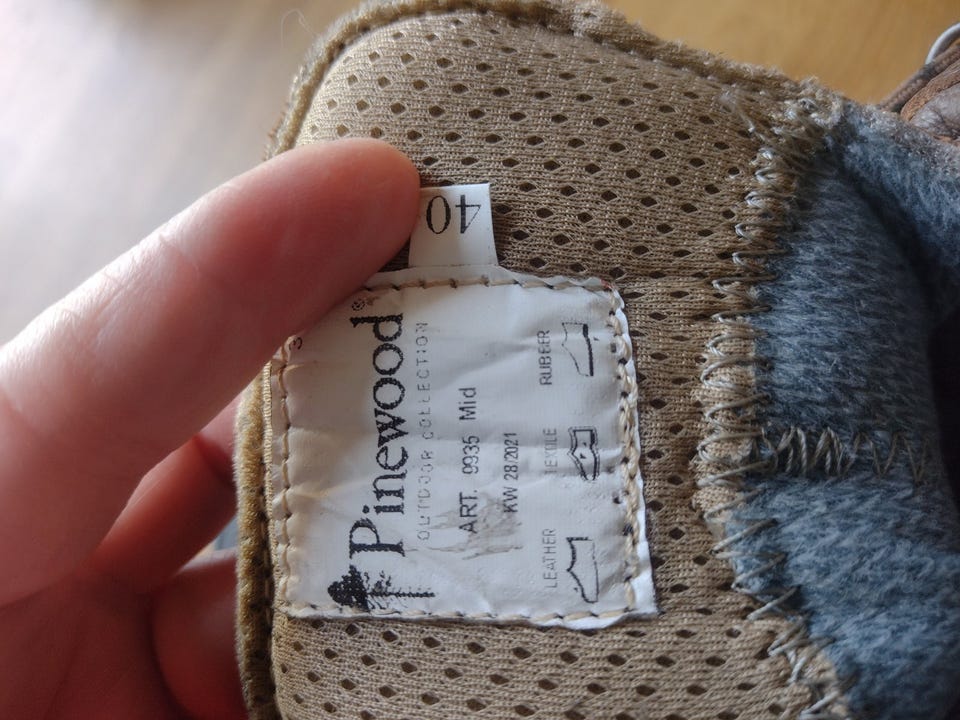 40
Pinewood®
OUTDOOR COLLECTION
ART. 9935 Mid
KW 28/2021
LEATHER TEXTILE RUBBER